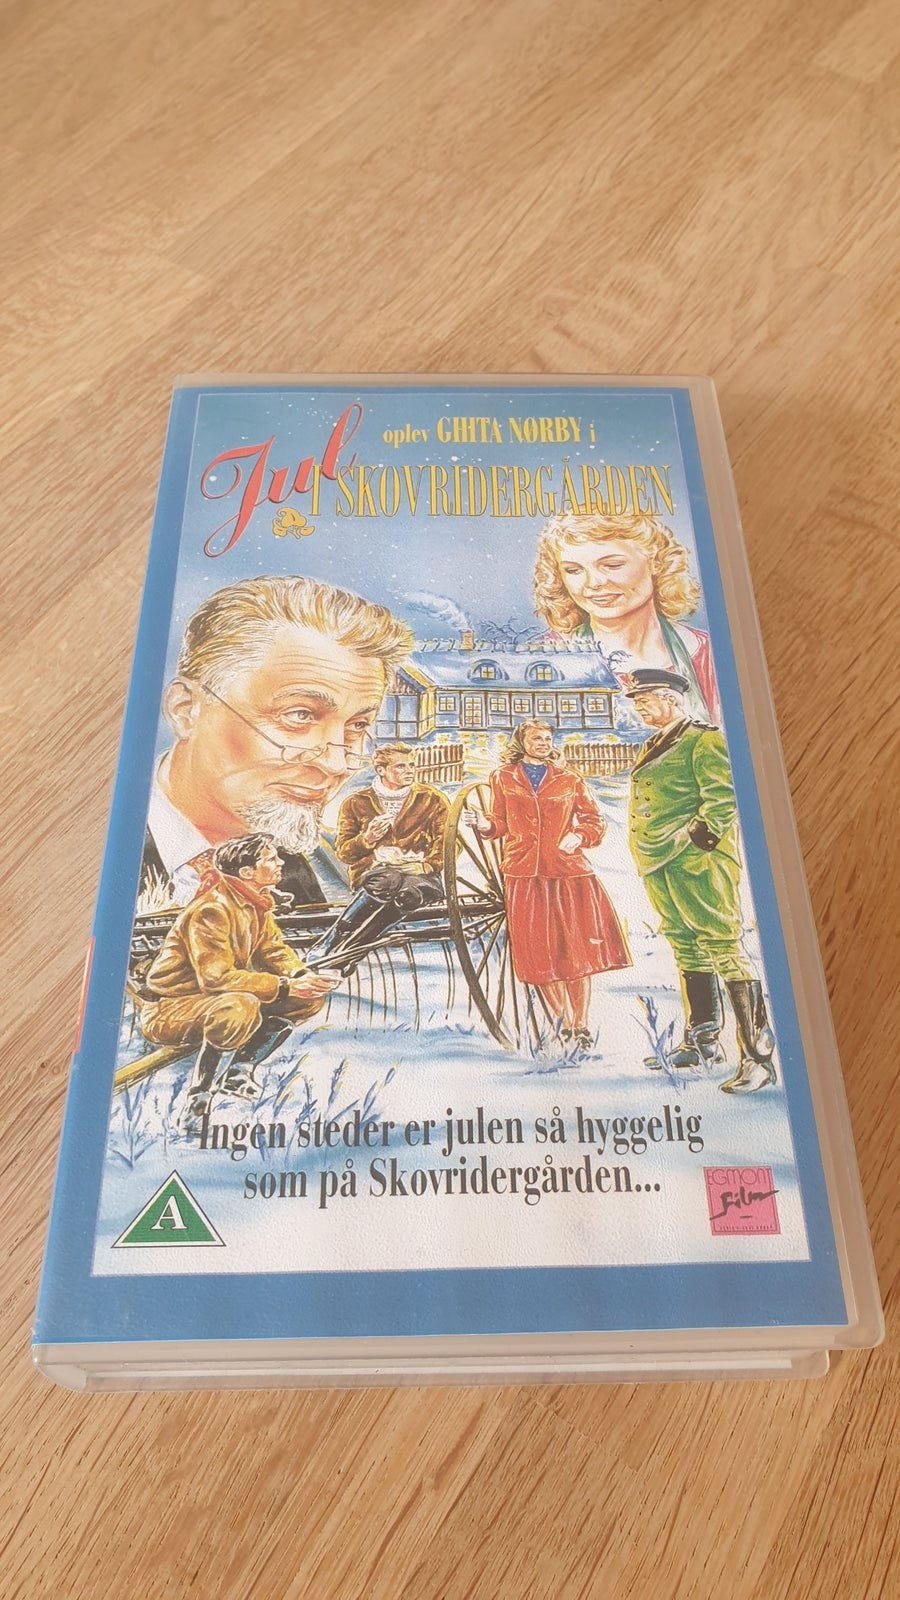 oplev GHITA NØRBY i
Jul
I SKOVRIDERGÅRDEN
Ingen steder er julen så hyggelig
som på Skovridergården...
A
EGMONT
Film